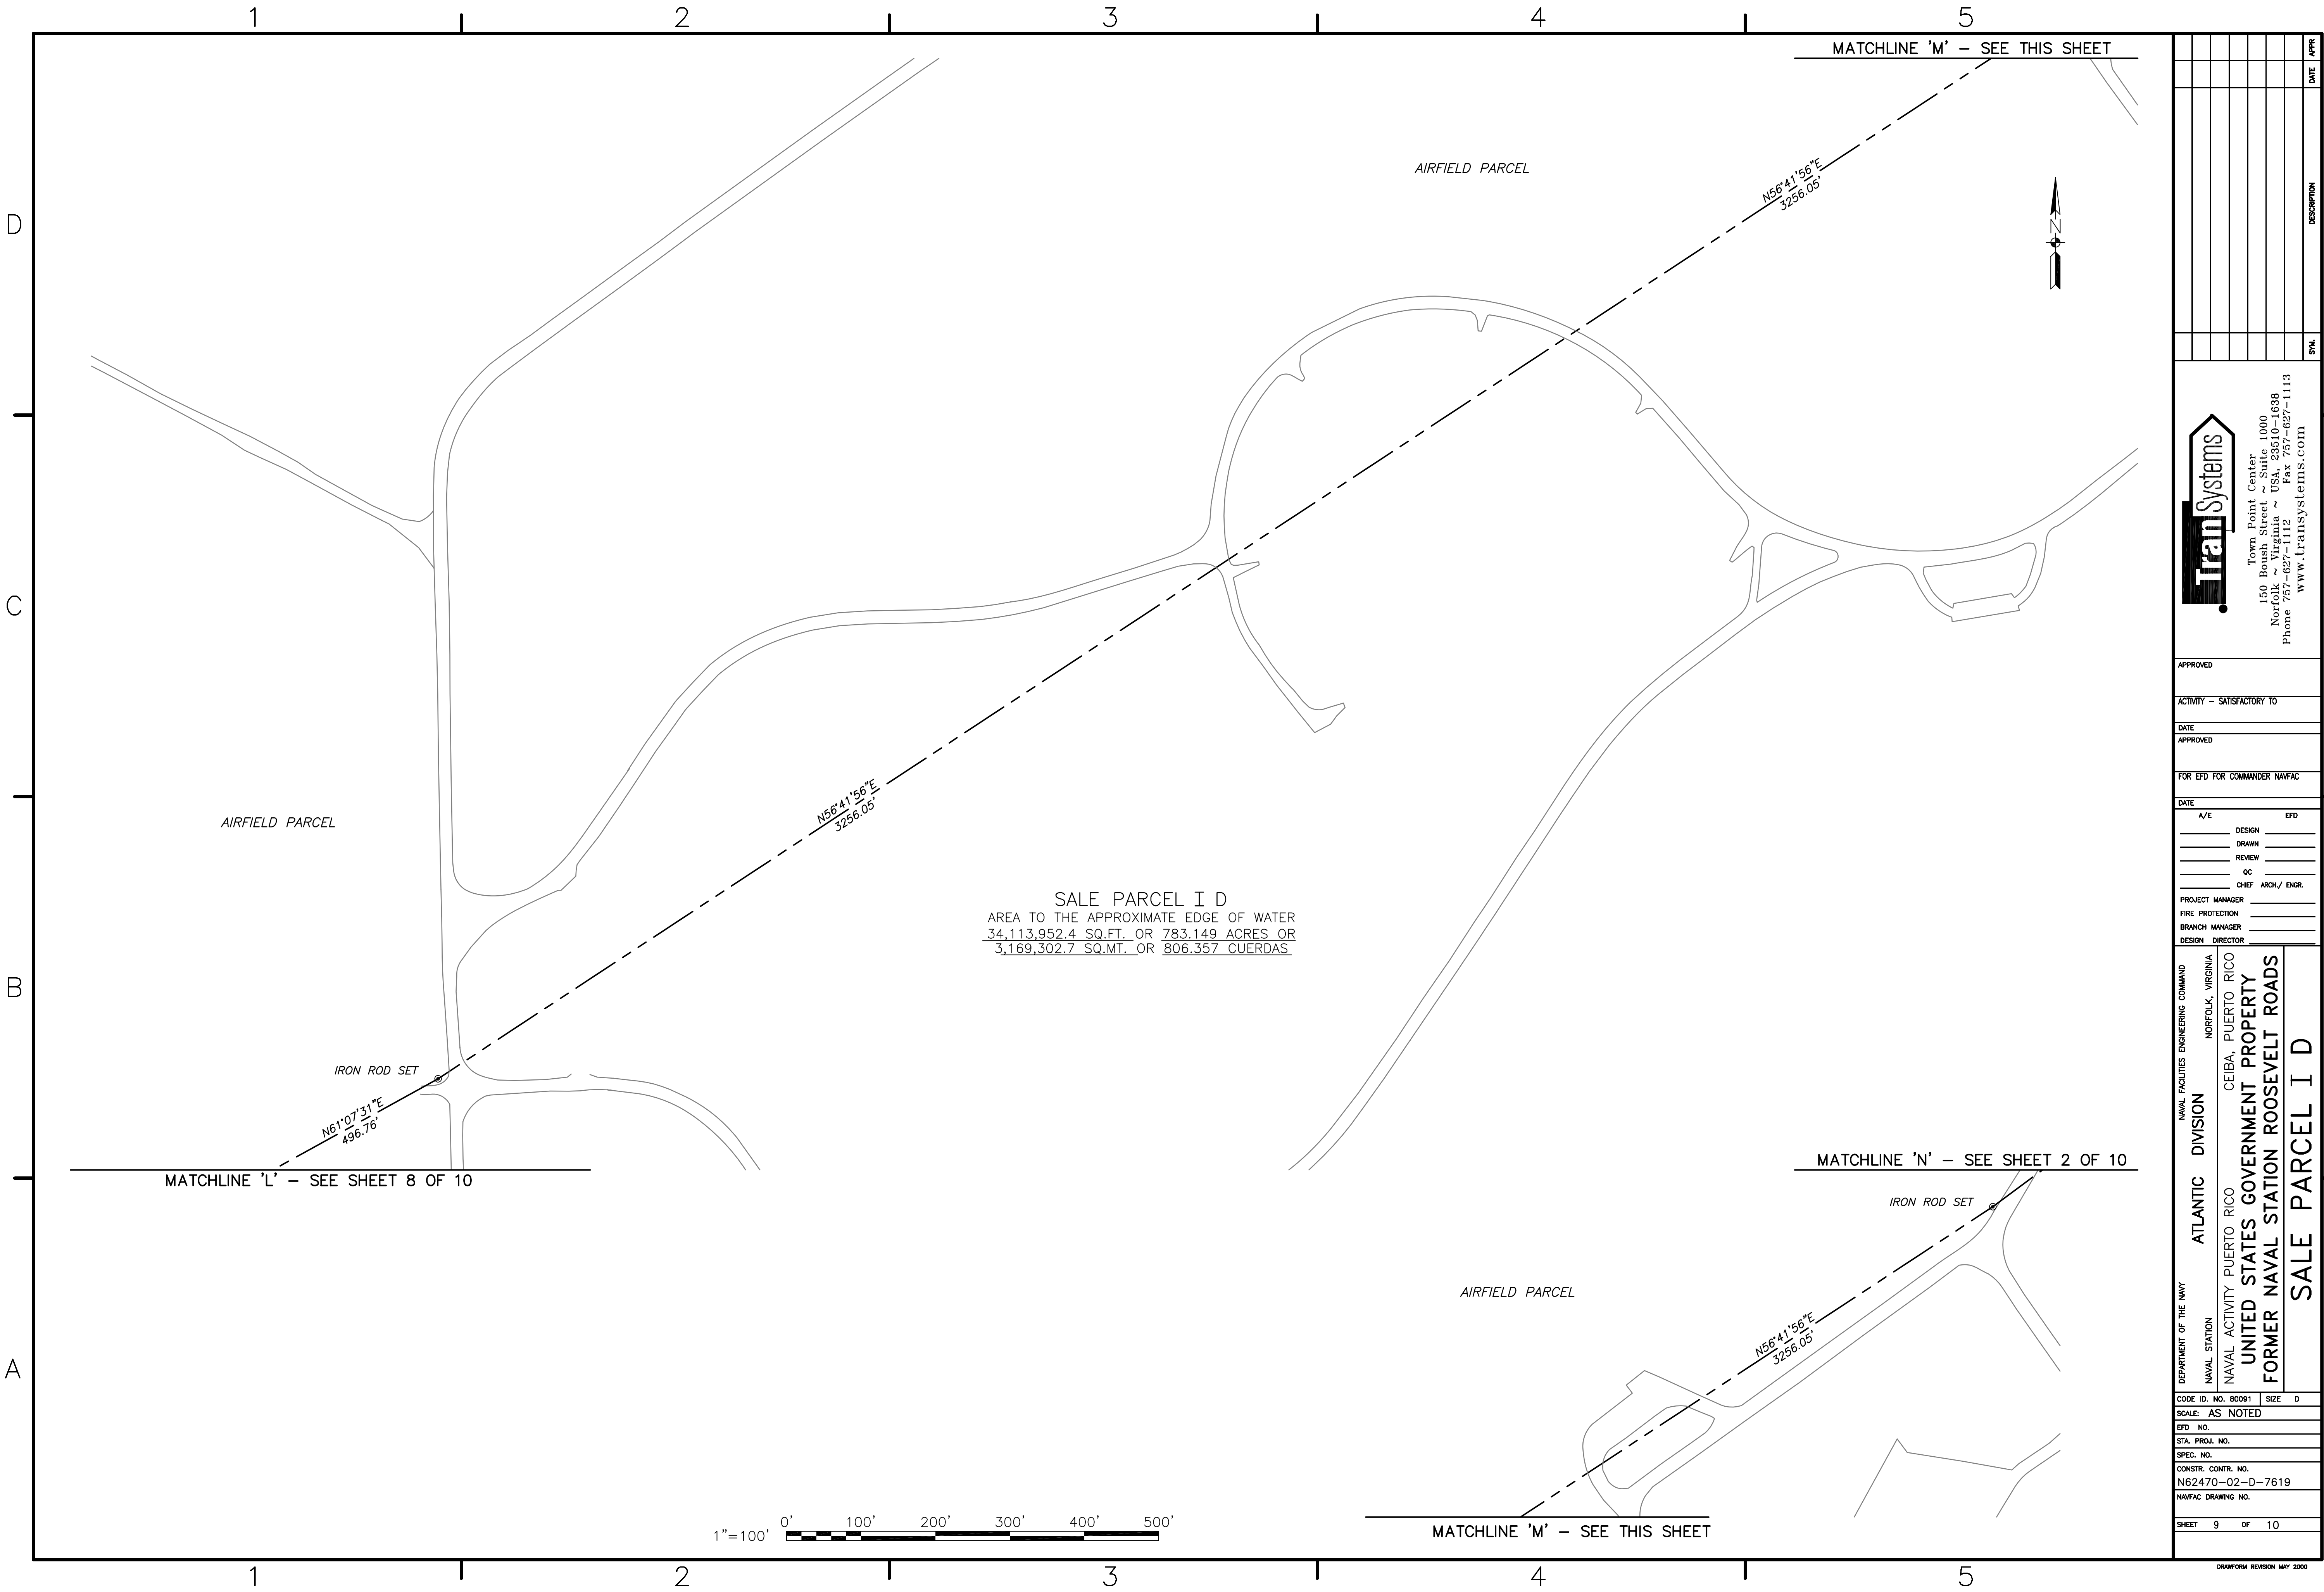 1 2 3 4 5
MATCHLINE 'M' – SEE THIS SHEET
AIRFIELD PARCEL
N56°41'56"E
3256.05'
N
D
C
B
A
AIRFIELD PARCEL
N56°41'56"E
3256.05'
SALE PARCEL I D
AREA TO THE APPROXIMATE EDGE OF WATER
34,113,952.4 SQ.FT. OR 783.149 ACRES OR
3,169,302.7 SQ.MT. OR 806.357 CUERDAS
IRON ROD SET
N61°07'31"E
496.76'
MATCHLINE 'L' – SEE SHEET 8 OF 10
MATCHLINE 'N' – SEE SHEET 2 OF 10
IRON ROD SET
AIRFIELD PARCEL
N56°41'56"E
3256.05'
MATCHLINE 'M' – SEE THIS SHEET
1"=100'
0' 100' 200' 300' 400' 500'
1 2 3 4 5
SYM. DESCRIPTION DATE APPR
TranSystems
Town Point Center
150 Boush Street ~ Suite 1000
Norfolk ~ Virginia ~ USA, 23510-1638
Phone 757-627-1112 Fax 757-627-1113
www.transystems.com
APPROVED
ACTIVITY – SATISFACTORY TO
DATE
APPROVED
FOR EFD FOR COMMANDER NAVFAC
DATE
A/E EFD
DESIGN
DRAWN
REVIEW
QC
CHIEF ARCH./ ENGR.
PROJECT MANAGER
FIRE PROTECTION
BRANCH MANAGER
DESIGN DIRECTOR
DEPARTMENT OF THE NAVY NAVAL FACILITIES ENGINEERING COMMAND
ATLANTIC DIVISION
NAVAL STATION NORFOLK, VIRGINIA
NAVAL ACTIVITY PUERTO RICO CEIBA, PUERTO RICO
UNITED STATES GOVERNMENT PROPERTY
FORMER NAVAL STATION ROOSEVELT ROADS
SALE PARCEL I D
CODE ID. NO. 80091 SIZE D
SCALE: AS NOTED
EFD NO.
STA. PROJ. NO.
SPEC. NO.
CONSTR. CONTR. NO.
N62470-02-D-7619
NAVFAC DRAWING NO.
SHEET 9 OF 10
DRAWFORM REVISION MAY 2000